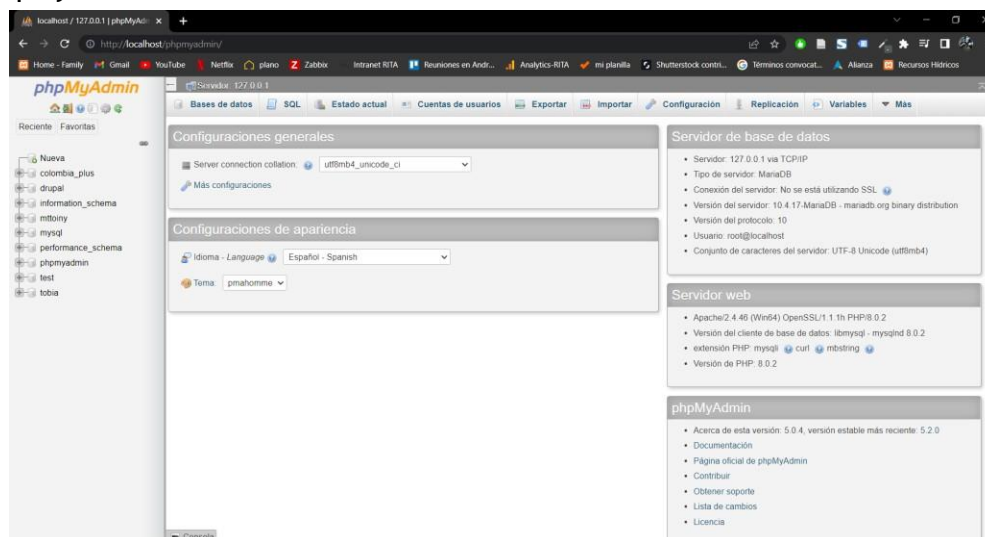 localhost / 127.0.0.1 | phpMyAdm
http://localhost/phpmyadmin/
Home - Family Gmail YouTube Netflix plano Zabbix Intranet RITA Reuniones en Andr... Analytics-RITA mi planilla Shutterstock contri... Términos convocat... Alianza Recursos Hídricos
phpMyAdmin
Reciente Favoritas
Nueva
colombia_plus
drupal
information_schema
mttoiny
mysql
performance_schema
phpmyadmin
test
tobia
Servidor: 127.0.0.1
Bases de datos SQL Estado actual Cuentas de usuarios Exportar Importar Configuración Replicación Variables Más
Configuraciones generales
Server connection collation: utf8mb4_unicode_ci
Más configuraciones
Configuraciones de apariencia
Idioma - Language Español - Spanish
Tema: pmahomme
Servidor de base de datos
Servidor: 127.0.0.1 via TCP/IP
Tipo de servidor: MariaDB
Conexión del servidor: No se está utilizando SSL
Versión del servidor: 10.4.17-MariaDB - mariadb.org binary distribution
Versión del protocolo: 10
Usuario: root@localhost
Conjunto de caracteres del servidor: UTF-8 Unicode (utf8mb4)
Servidor web
Apache/2.4.46 (Win64) OpenSSL/1.1.1h PHP/8.0.2
Versión del cliente de base de datos: libmysql - mysqlnd 8.0.2
extensión PHP: mysqli curl mbstring
Versión de PHP: 8.0.2
phpMyAdmin
Acerca de esta versión: 5.0.4, versión estable más reciente: 5.2.0
Documentación
Página oficial de phpMyAdmin
Contribuir
Obtener soporte
Lista de cambios
Licencia
Consola